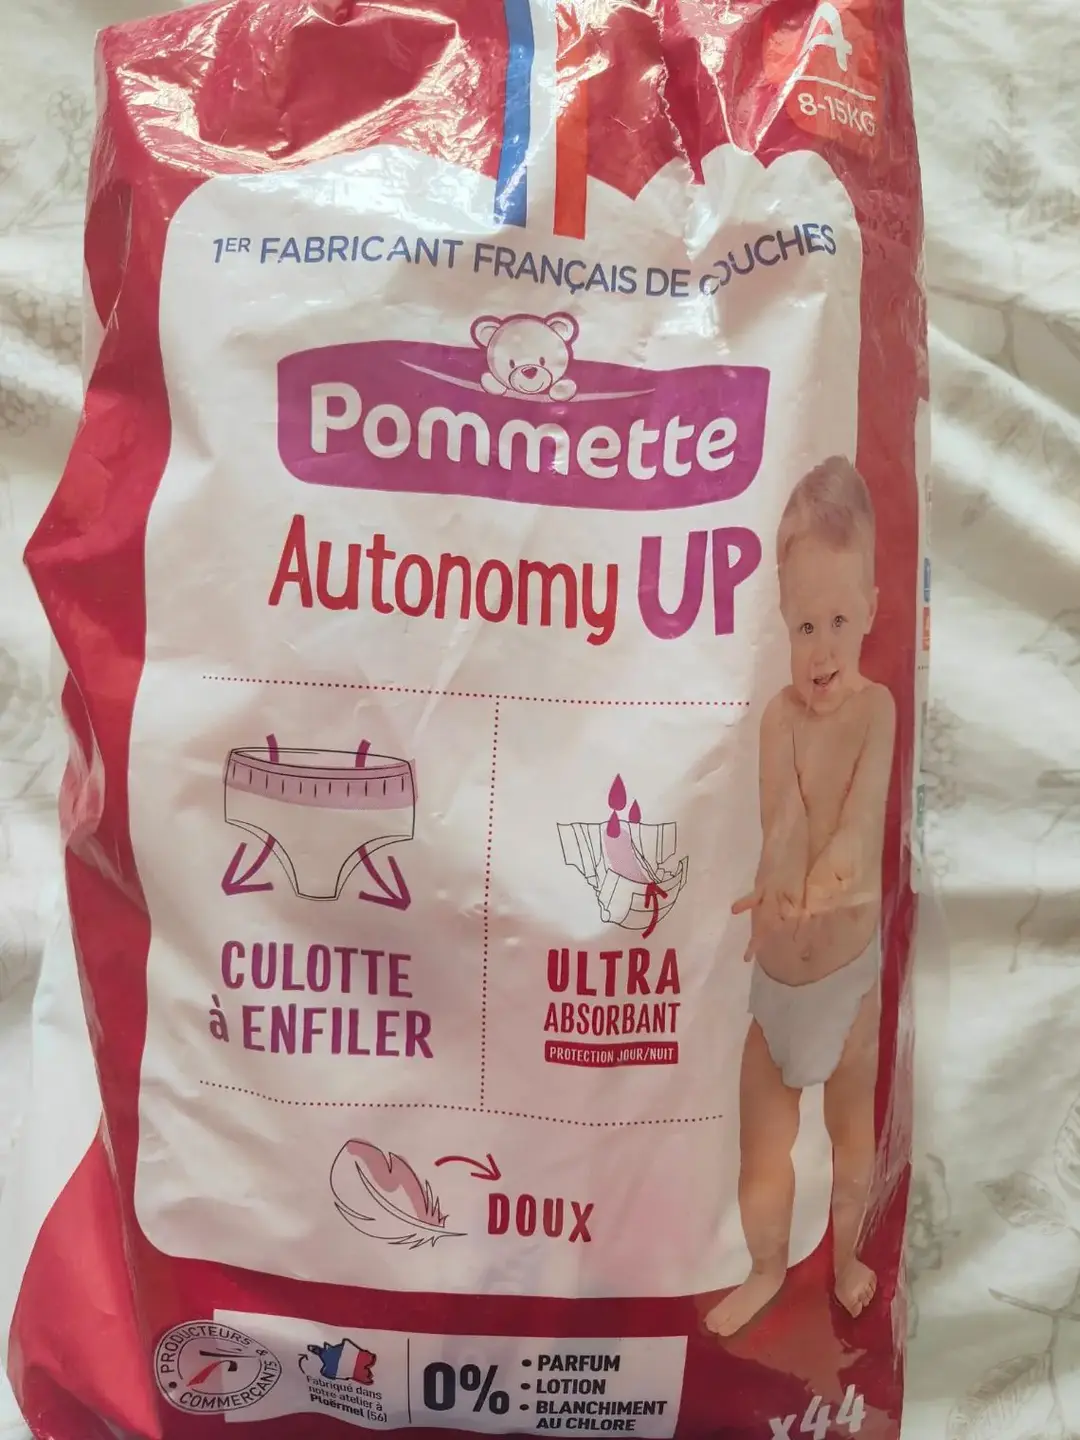 4
8-15KG
1ER FABRICANT FRANÇAIS DE COUCHES
Pommette
Autonomy UP
CULOTTE
à ENFILER
ULTRA
ABSORBANT
PROTECTION JOUR/NUIT
DOUX
PRODUCTEURS &
COMMERÇANTS
Fabriqué dans
notre atelier à
Ploërmel (56)
0%
• PARFUM
• LOTION
• BLANCHIMENT
AU CHLORE
x44